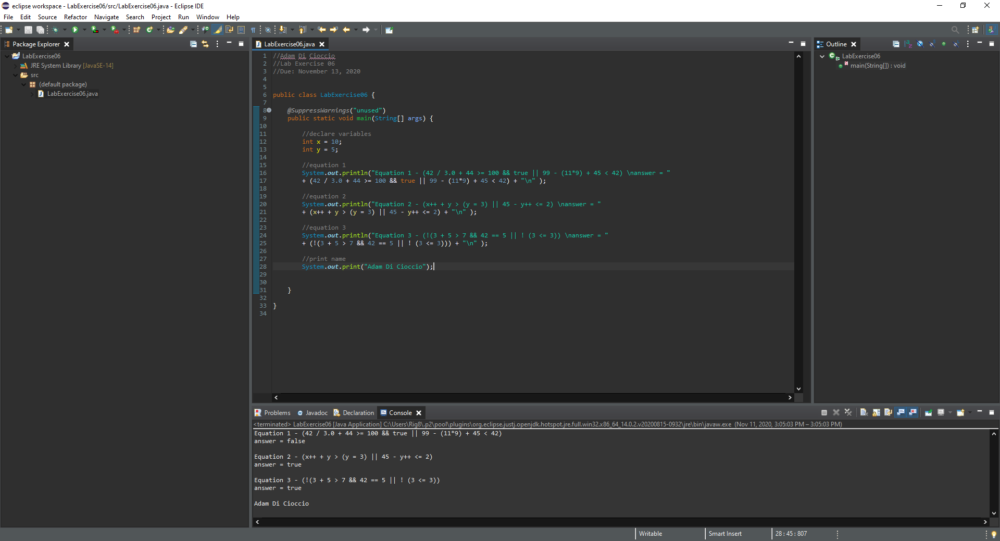 eclipse workspace - LabExercise06/src/LabExercise06.java - Eclipse IDE
File Edit Source Refactor Navigate Search Project Run Window Help
Package Explorer
LabExercise06
JRE System Library [JavaSE-14]
src
(default package)
LabExercise06.java
LabExercise06.java
1 //Adam Di Cioccio
2 //Lab Exercise 06
3 //Due: November 13, 2020
4
5
6 public class LabExercise06 {
7
8 @SuppressWarnings("unused")
9 public static void main(String[] args) {
10
11 //declare variables
12 int x = 10;
13 int y = 5;
14
15 //equation 1
16 System.out.println("Equation 1 - (42 / 3.0 + 44 >= 100 && true || 99 - (11*9) + 45 < 42) \nanswer = "
17 + (42 / 3.0 + 44 >= 100 && true || 99 - (11*9) + 45 < 42) + "\n" );
18
19 //equation 2
20 System.out.println("Equation 2 - (x++ + y > (y = 3) || 45 - y++ <= 2) \nanswer = "
21 + (x++ + y > (y = 3) || 45 - y++ <= 2) + "\n" );
22
23 //equation 3
24 System.out.println("Equation 3 - (!(3 + 5 > 7 && 42 == 5 || ! (3 <= 3)) \nanswer = "
25 + (!(3 + 5 > 7 && 42 == 5 || ! (3 <= 3))) + "\n" );
26
27 //print name
28 System.out.print("Adam Di Cioccio");
29
30
31 }
32
33 }
34
Outline
LabExercise06
main(String[]) : void
Problems Javadoc Declaration Console
<terminated> LabExercise06 [Java Application] C:\Users\Rig8\.p2\pool\plugins\org.eclipse.justj.openjdk.hotspot.jre.full.win32.x86_64_14.0.2.v20200815-0932\jre\bin\javaw.exe (Nov 11, 2020, 3:05:03 PM – 3:05:03 PM)
Equation 1 - (42 / 3.0 + 44 >= 100 && true || 99 - (11*9) + 45 < 42)
answer = false
Equation 2 - (x++ + y > (y = 3) || 45 - y++ <= 2)
answer = true
Equation 3 - (!(3 + 5 > 7 && 42 == 5 || ! (3 <= 3))
answer = true
Adam Di Cioccio
Writable Smart Insert 28 : 45 : 807